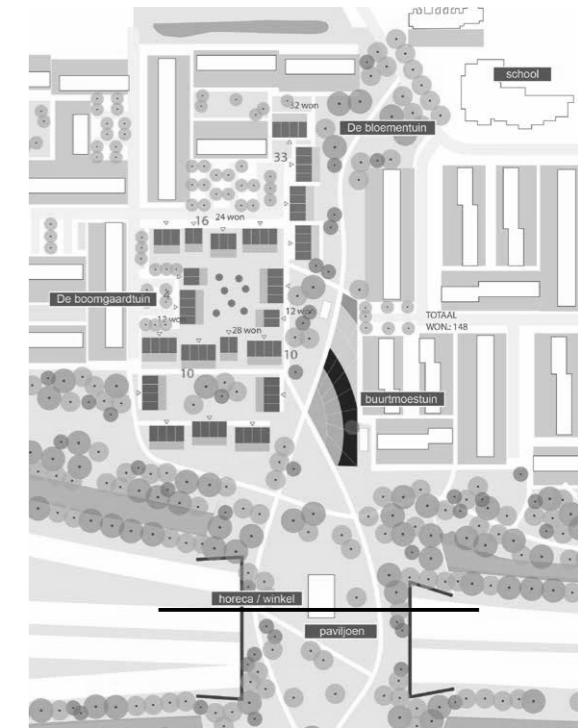 school
32 won
De bloementuin
33
16
24 won
De boomgaardtuin
12 won
12 won
TOTAAL
WON.: 148
28 won
10
10
buurtmoestuin
horeca / winkel
paviljoen